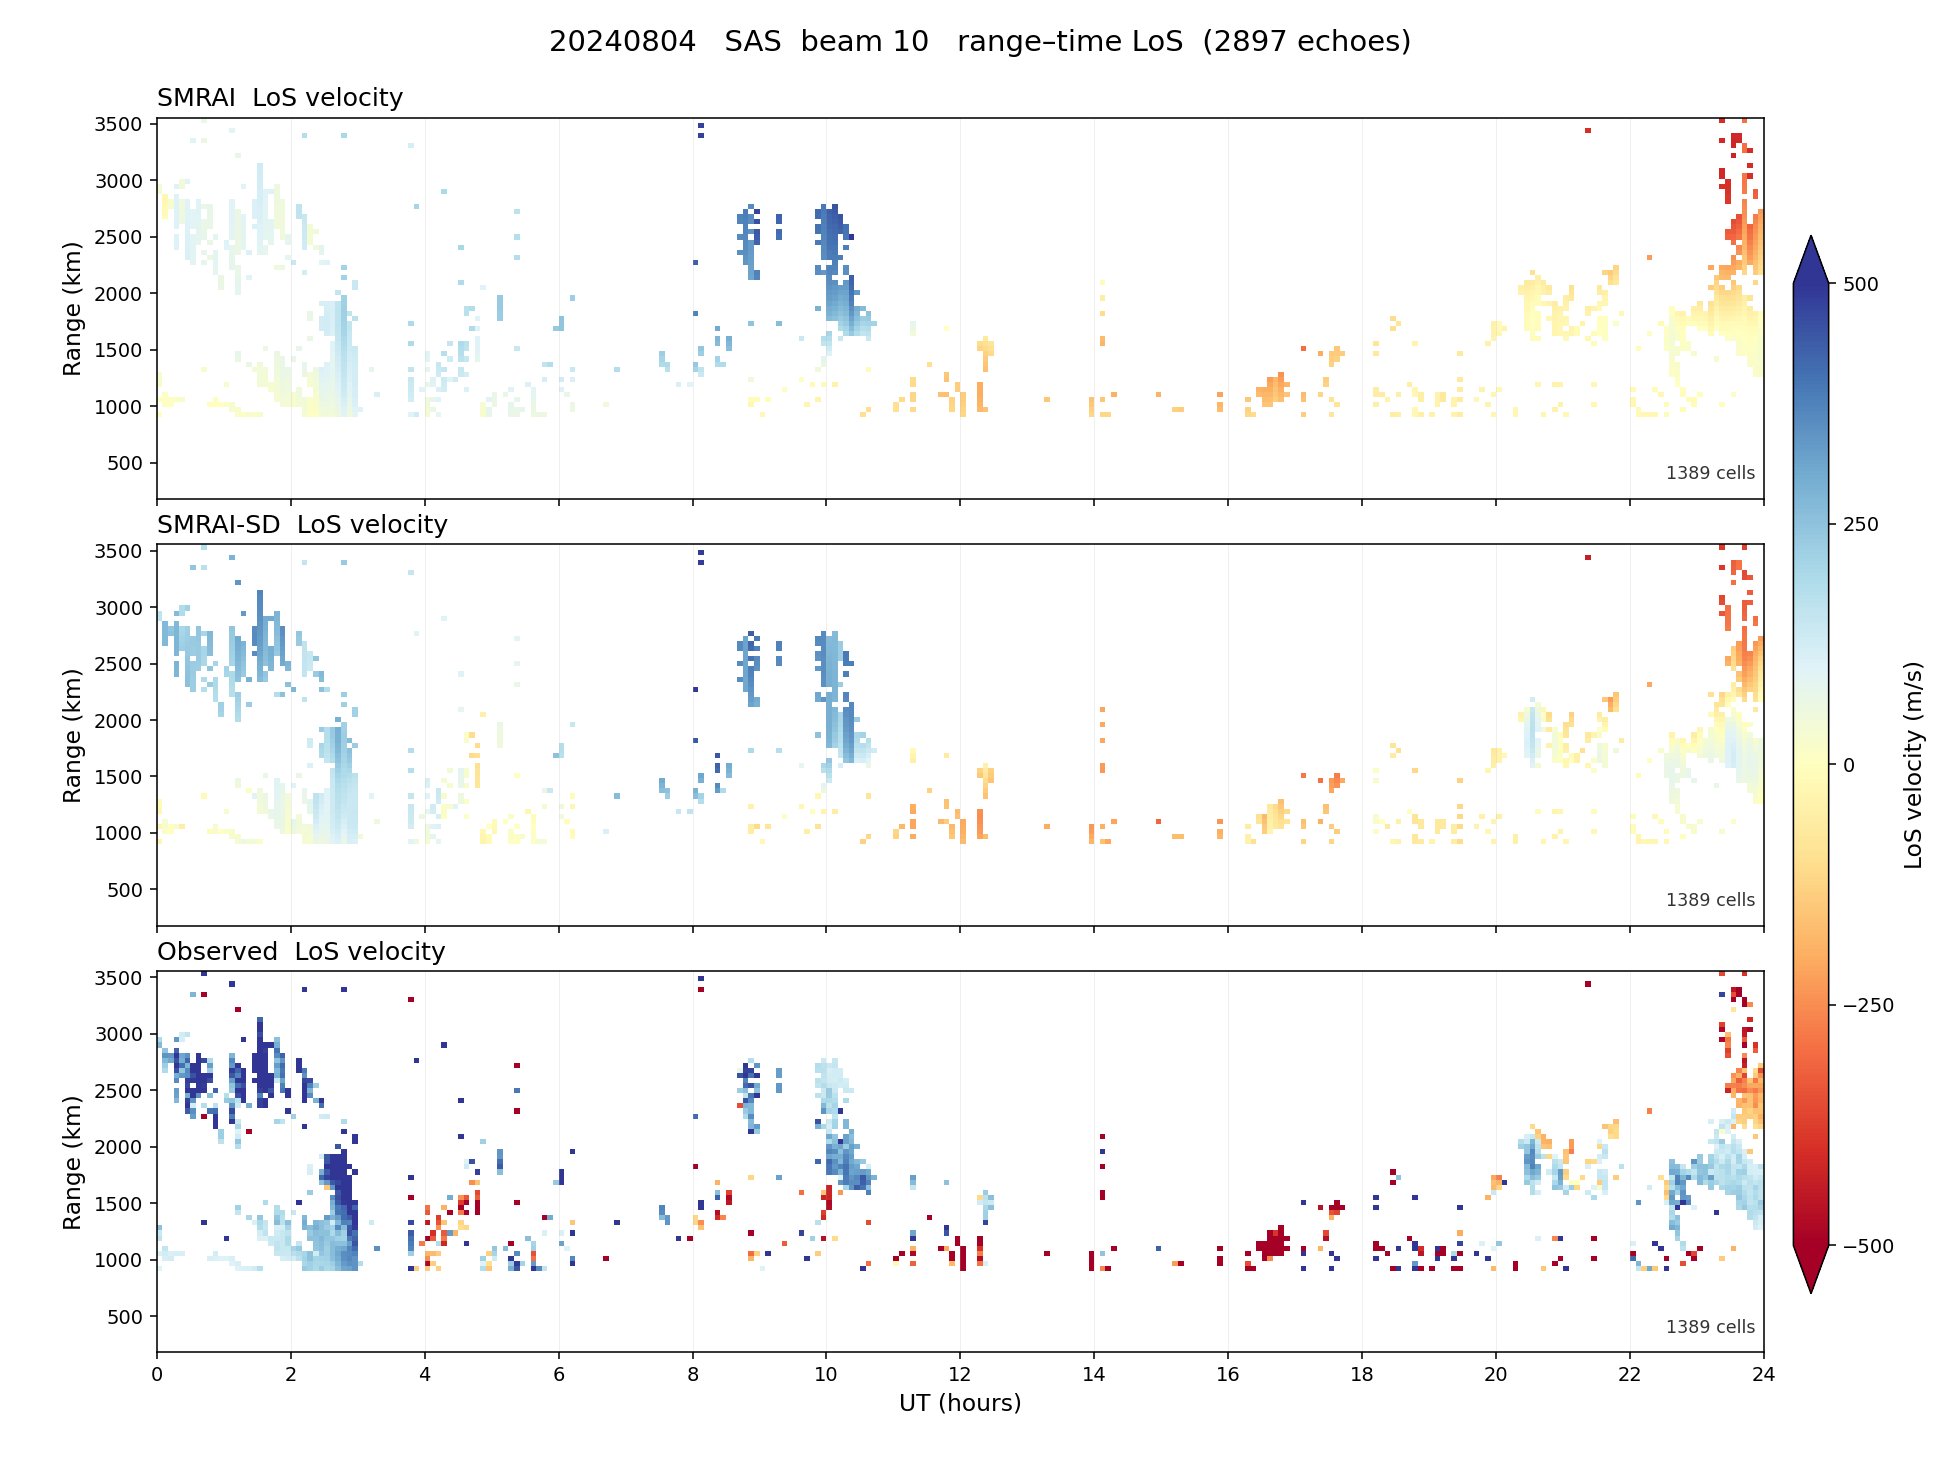 20240804   SAS  beam 10   range–time LoS  (2897 echoes)
SMRAI  LoS velocity
3500
3000
2500
2000
1500
1000
500
Range (km)
1389 cells
SMRAI-SD  LoS velocity
3500
3000
2500
2000
1500
1000
500
Range (km)
1389 cells
Observed  LoS velocity
3500
3000
2500
2000
1500
1000
500
Range (km)
1389 cells
0 2 4 6 8 10 12 14 16 18 20 22 24
UT (hours)
500
250
0
−250
−500
LoS velocity (m/s)